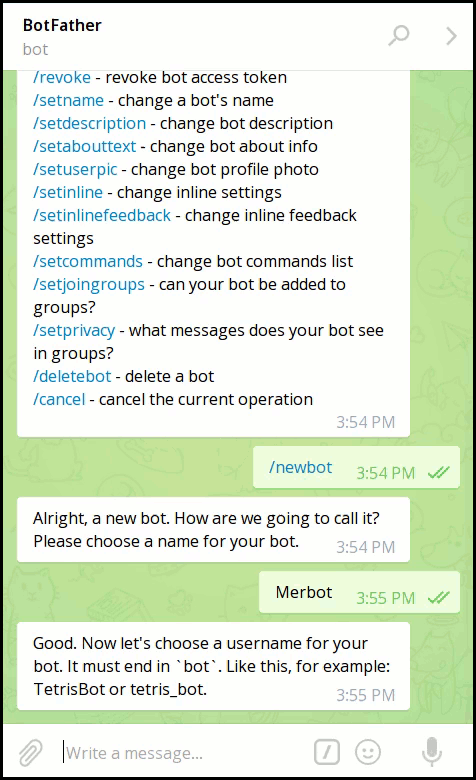 BotFather
bot
/revoke - revoke bot access token
/setname - change a bot's name
/setdescription - change bot description
/setabouttext - change bot about info
/setuserpic - change bot profile photo
/setinline - change inline settings
/setinlinefeedback - change inline feedback
settings
/setcommands - change bot commands list
/setjoingroups - can your bot be added to
groups?
/setprivacy - what messages does your bot see
in groups?
/deletebot - delete a bot
/cancel - cancel the current operation
3:54 PM
/newbot 3:54 PM
Alright, a new bot. How are we going to call it?
Please choose a name for your bot. 3:54 PM
Merbot 3:55 PM
Good. Now let's choose a username for your
bot. It must end in `bot`. Like this, for example:
TetrisBot or tetris_bot. 3:55 PM
Write a message...